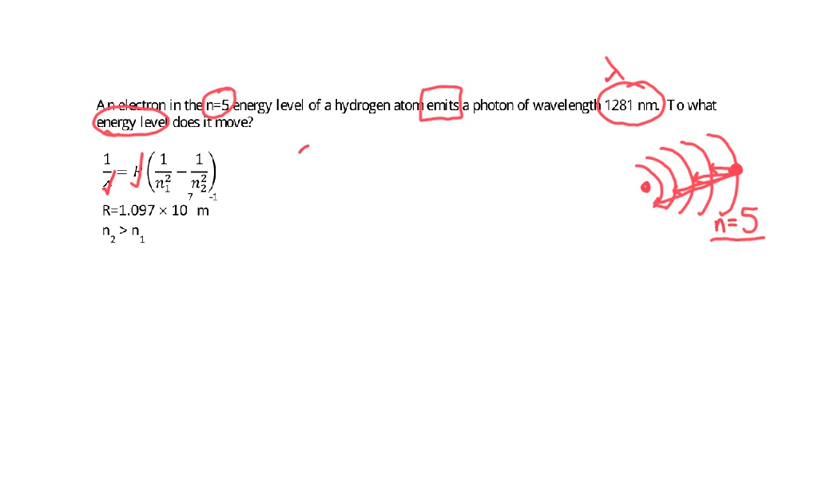 λ
An electron in the n=5 energy level of a hydrogen atom emits a photon of wavelength 1281 nm. To what
energy level does it move?
1/λ = R(1/n₁² − 1/n₂²)
R=1.097 × 10⁷ m⁻¹
n₂ > n₁
n=5